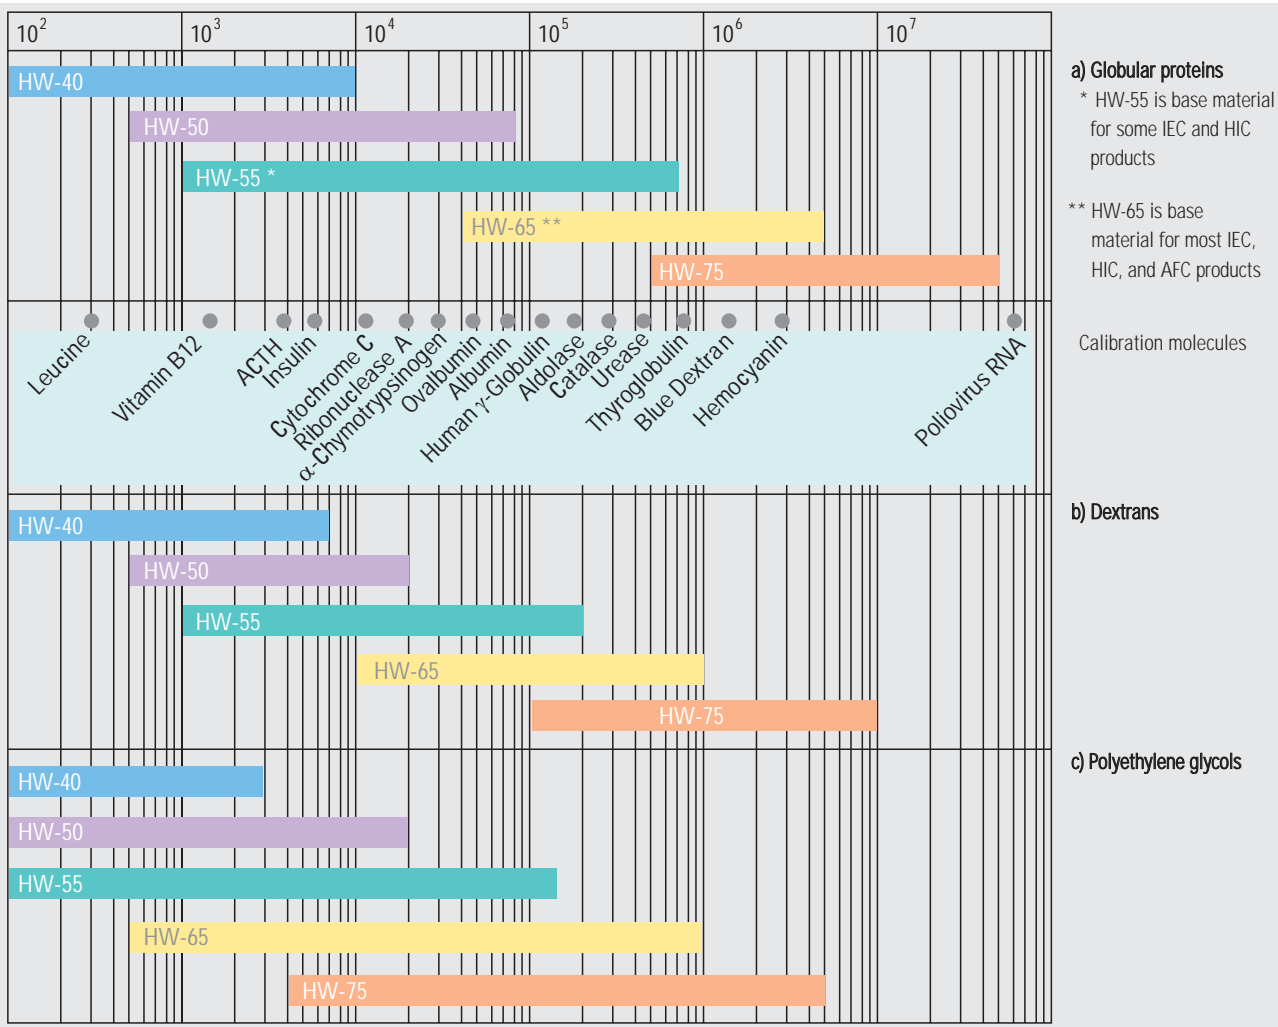 10² 10³ 10⁴ 10⁵ 10⁶ 10⁷
HW-40
HW-50
HW-55 *
HW-65 **
HW-75
a) Globular proteins
* HW-55 is base material
for some IEC and HIC
products
** HW-65 is base
material for most IEC,
HIC, and AFC products
Leucine
Vitamin B12
ACTH
Insulin
Cytochrome C
Ribonuclease A
α-Chymotrypsinogen
Ovalbumin
Albumin
Human γ-Globulin
Aldolase
Catalase
Urease
Thyroglobulin
Blue Dextran
Hemocyanin
Poliovirus RNA
Calibration molecules
HW-40
HW-50
HW-55
HW-65
HW-75
b) Dextrans
HW-40
HW-50
HW-55
HW-65
HW-75
c) Polyethylene glycols